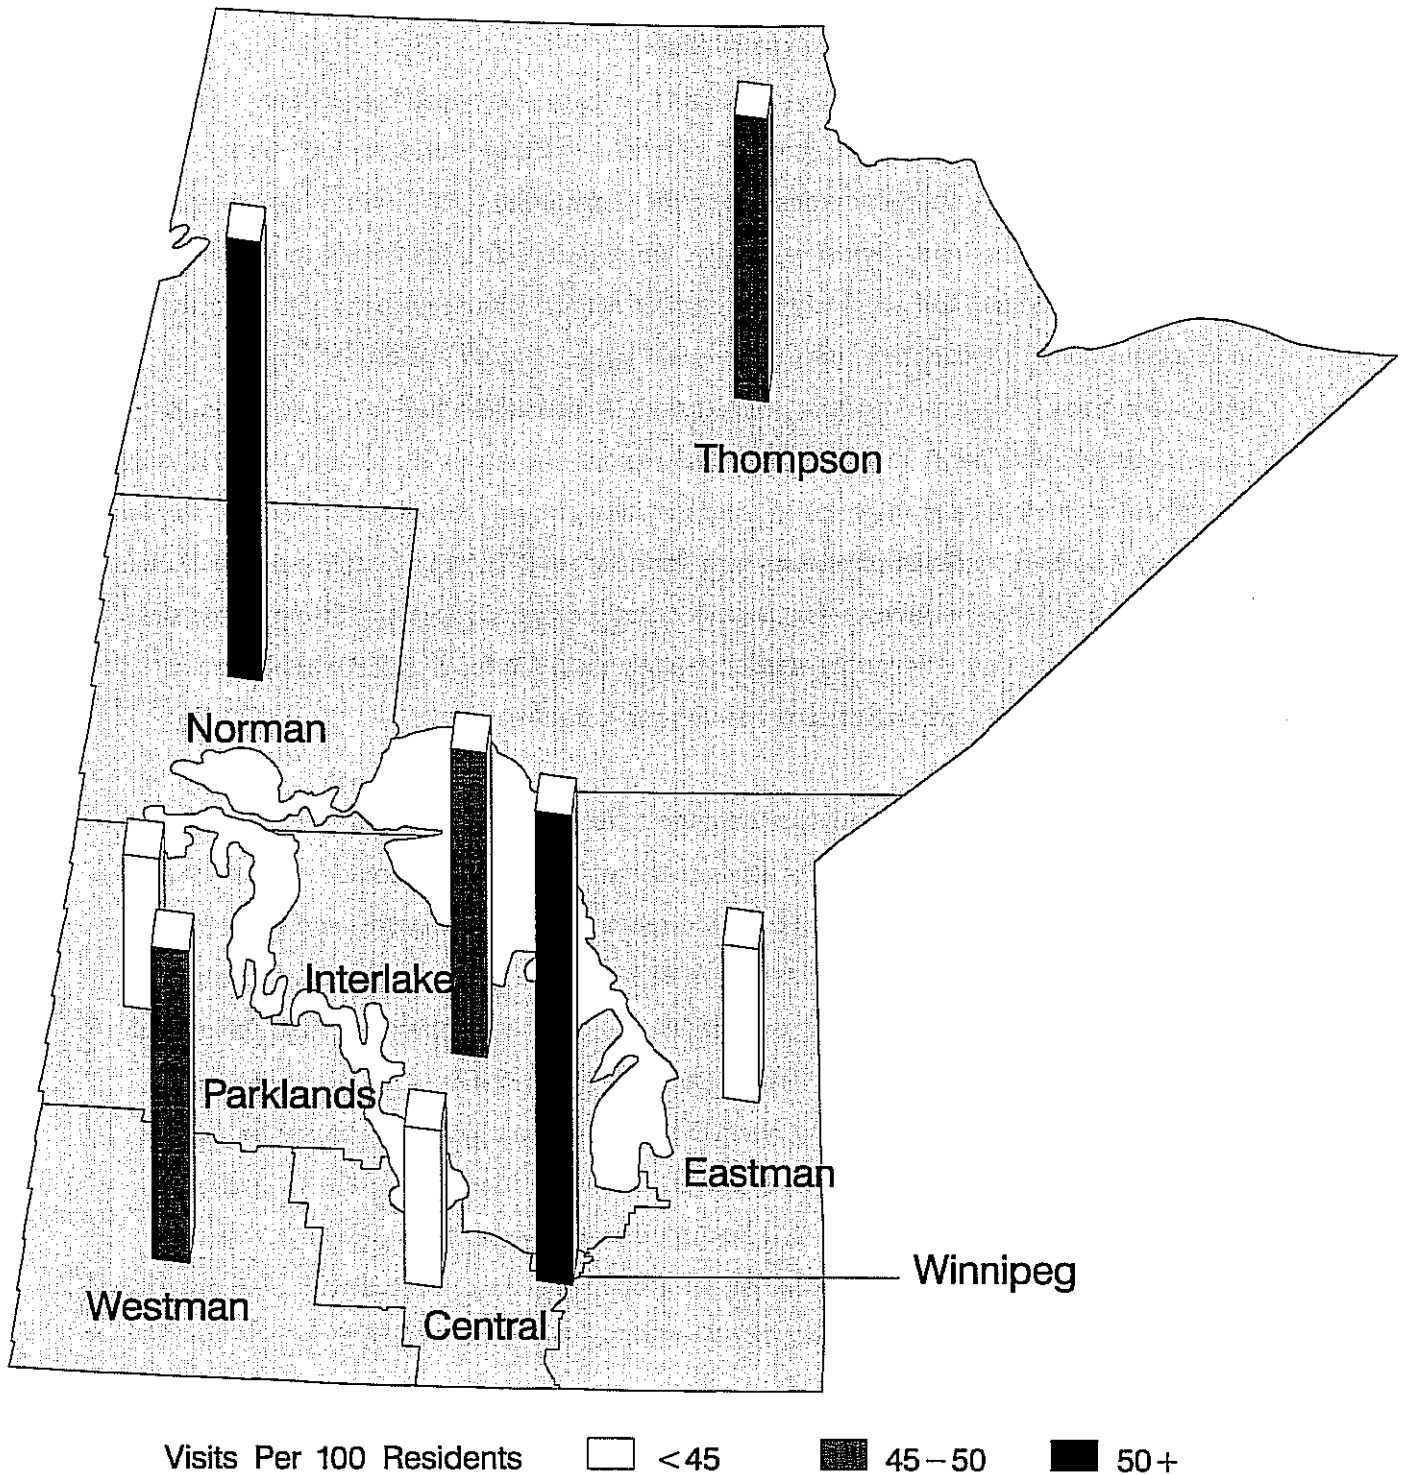 Thompson
Norman
Interlake
Parklands
Eastman
Winnipeg
Westman
Central
Visits Per 100 Residents <45 45-50 50+